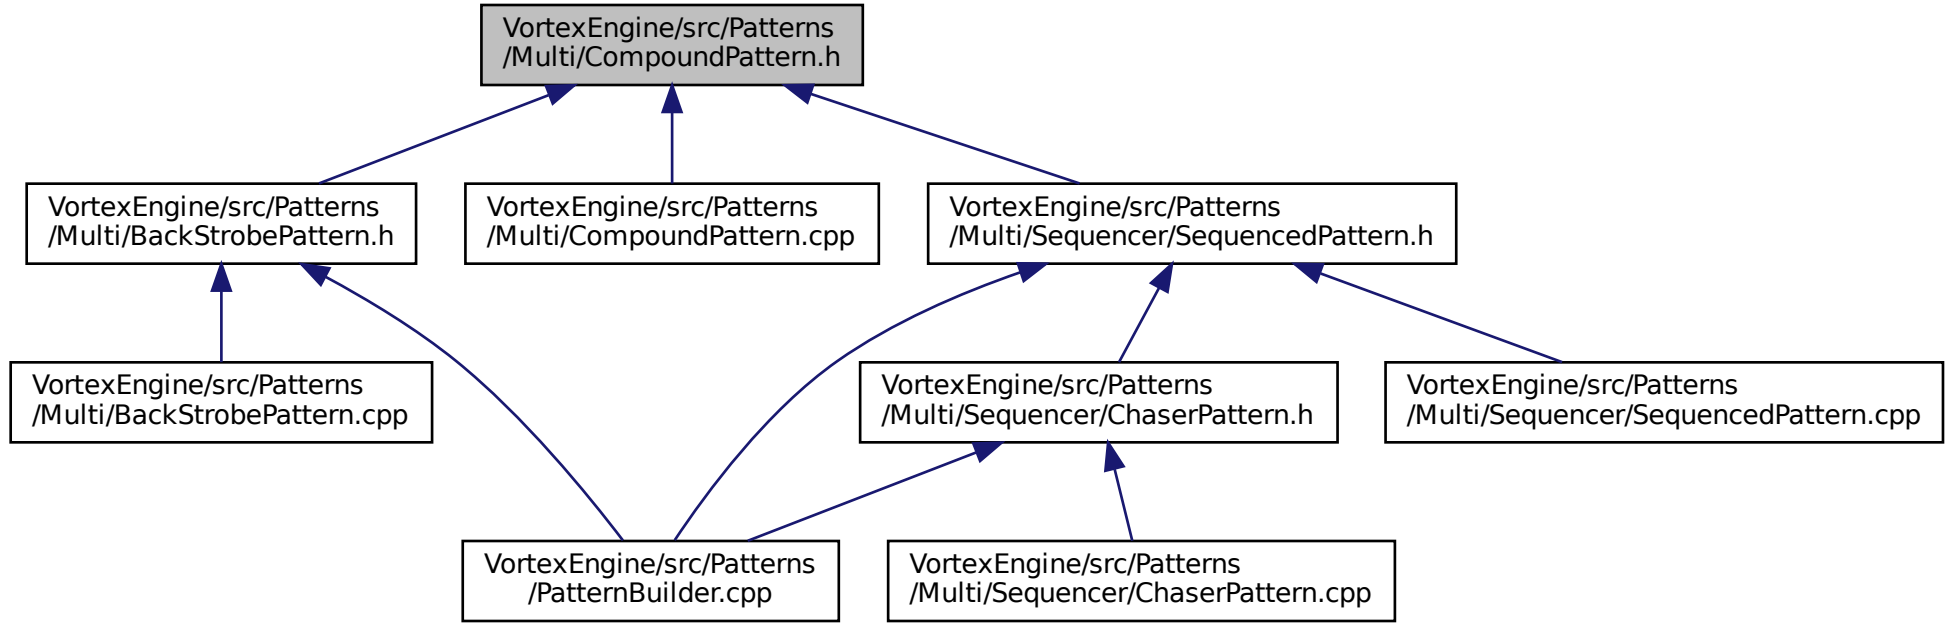 VortexEngine/src/Patterns
/Multi/CompoundPattern.h
VortexEngine/src/Patterns
/Multi/BackStrobePattern.h
VortexEngine/src/Patterns
/Multi/CompoundPattern.cpp
VortexEngine/src/Patterns
/Multi/Sequencer/SequencedPattern.h
VortexEngine/src/Patterns
/Multi/BackStrobePattern.cpp
VortexEngine/src/Patterns
/Multi/Sequencer/ChaserPattern.h
VortexEngine/src/Patterns
/Multi/Sequencer/SequencedPattern.cpp
VortexEngine/src/Patterns
/PatternBuilder.cpp
VortexEngine/src/Patterns
/Multi/Sequencer/ChaserPattern.cpp